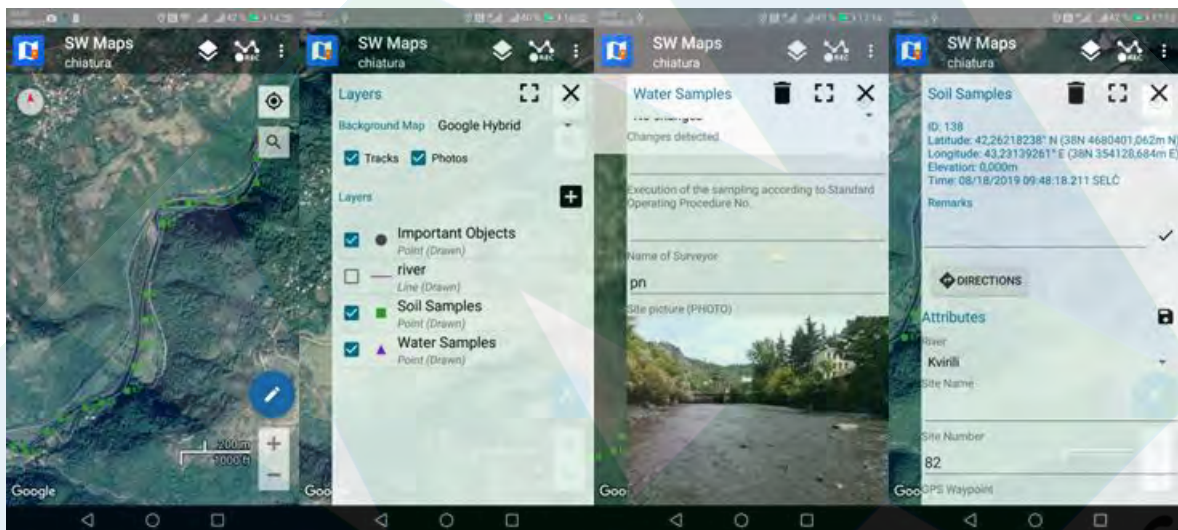 SW Maps
chiatura
200 m
1000 ft
Google
SW Maps
chiatura
Layers
Background Map Google Hybrid
Tracks Photos
Layers
Important Objects
Point (Drawn)
river
Line (Drawn)
Soil Samples
Point (Drawn)
Water Samples
Point (Drawn)
Goo
SW Maps
chiatura
Water Samples
No changes
Changes detected
Execution of the sampling according to Standard
Operating Procedure No.
Name of Surveyor
pn
Site picture (PHOTO)
Goo
SW Maps
chiatura
Soil Samples
ID: 138
Latitude: 42,26218238° N (38N 4680401,062m N)
Longitude: 43,23139261° E (38N 354128,684m E)
Elevation: 0,000m
Time: 08/18/2019 09:48:18.211 SELČ
Remarks
DIRECTIONS
Attributes
River
Kvirili
Site Name
Site Number
82
GPS Waypoint
Goo